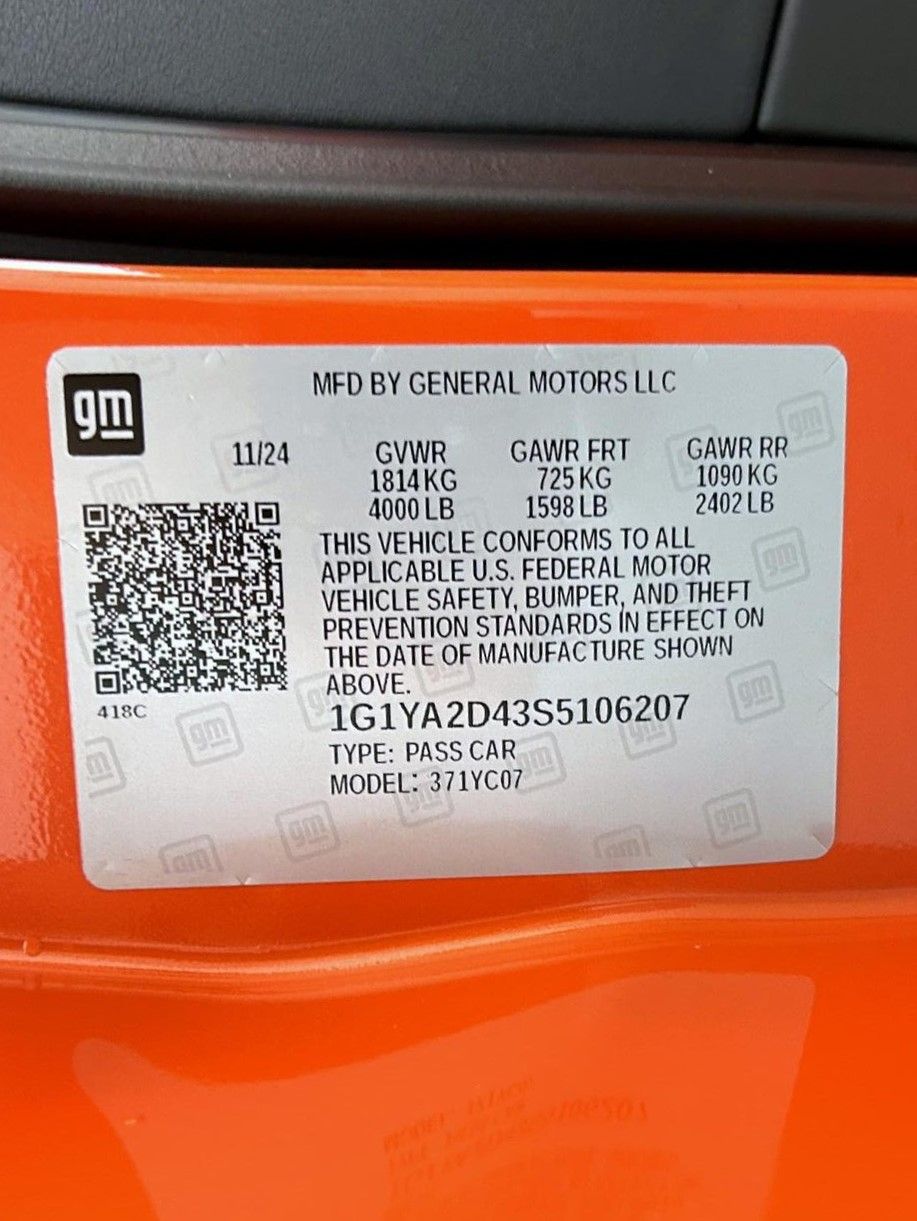 gm
MFD BY GENERAL MOTORS LLC
11/24 GVWR GAWR FRT GAWR RR
1814 KG 725 KG 1090 KG
4000 LB 1598 LB 2402 LB
THIS VEHICLE CONFORMS TO ALL
APPLICABLE U.S. FEDERAL MOTOR
VEHICLE SAFETY, BUMPER, AND THEFT
PREVENTION STANDARDS IN EFFECT ON
THE DATE OF MANUFACTURE SHOWN
ABOVE.
418C
1G1YA2D43S5106207
TYPE: PASS CAR
MODEL: 371YC07